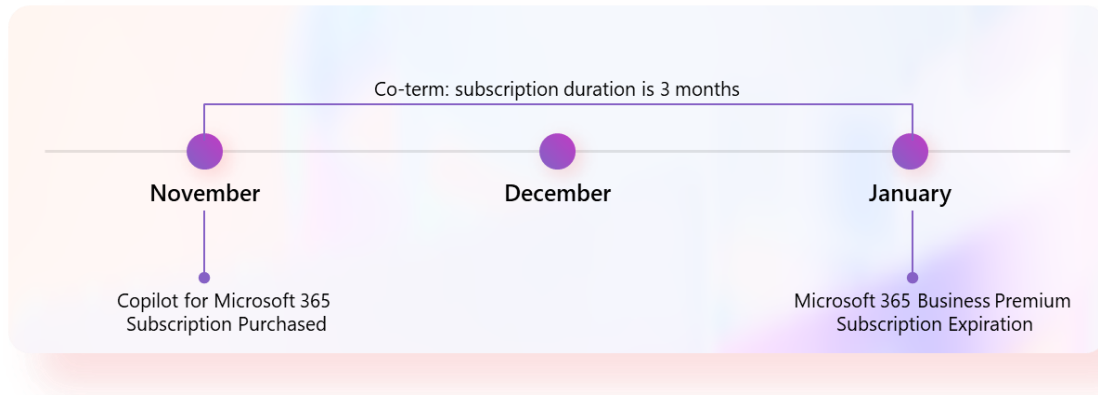 Co-term: subscription duration is 3 months
November
December
January
Copilot for Microsoft 365
Subscription Purchased
Microsoft 365 Business Premium
Subscription Expiration